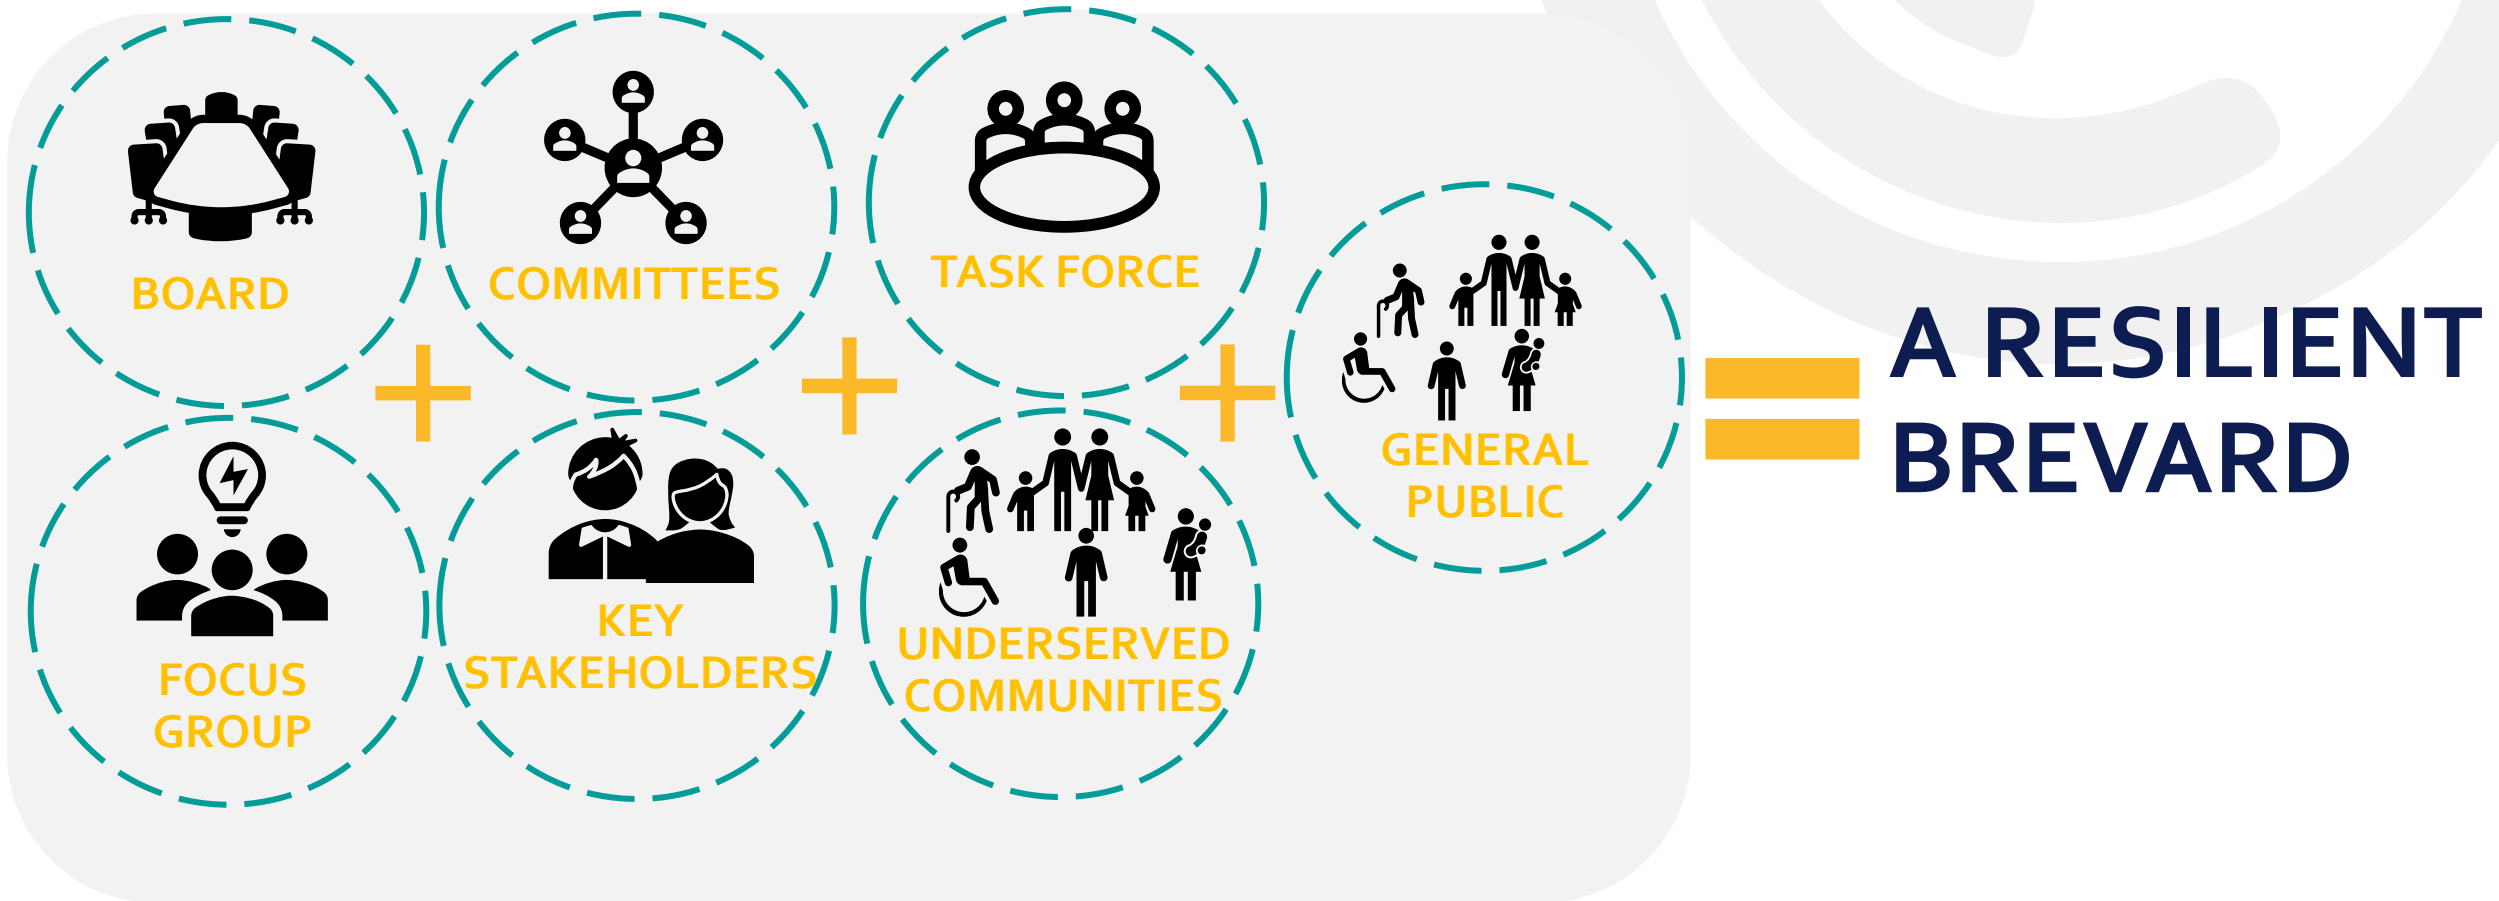 BOARD
COMMITTEES
TASK FORCE
FOCUS
GROUP
KEY
STAKEHOLDERS
UNDERSERVED
COMMUNITIES
GENERAL
PUBLIC
A RESILIENT
BREVARD